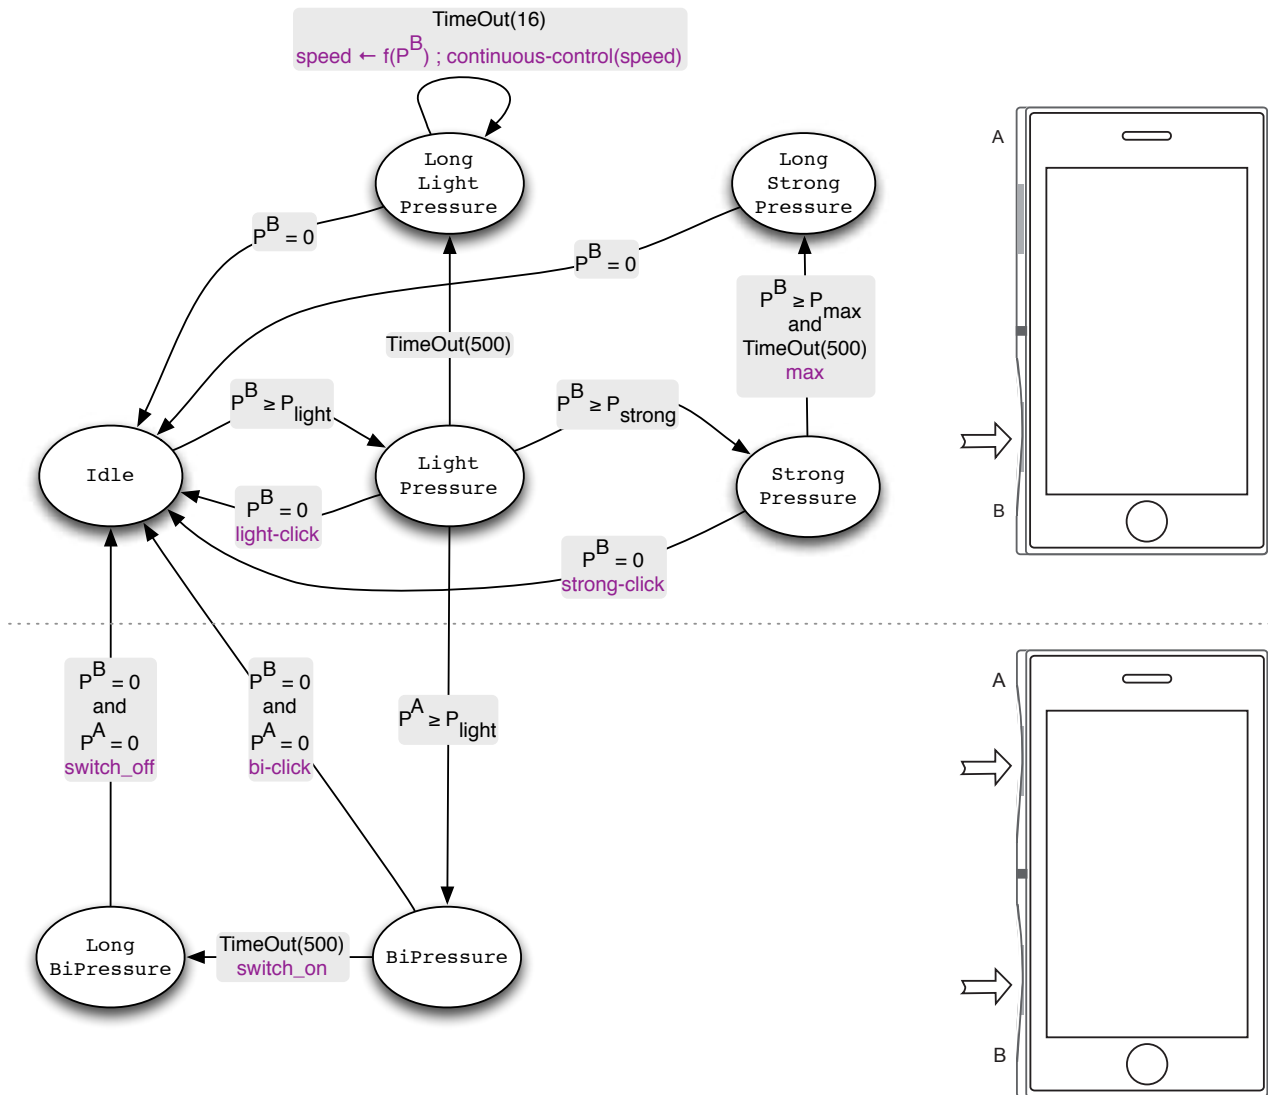 TimeOut(16)
speed ← f(P^B) ; continuous-control(speed)
Long
Light
Pressure
Long
Strong
Pressure
A
P^B = 0
P^B = 0
P^B ≥ P_max
and
TimeOut(500)
max
TimeOut(500)
P^B ≥ P_light
P^B ≥ P_strong
Idle
Light
Pressure
Strong
Pressure
P^B = 0
light-click
B
P^B = 0
strong-click
P^B = 0
and
P^A = 0
switch_off
P^B = 0
and
P^A = 0
bi-click
P^A ≥ P_light
A
Long
BiPressure
TimeOut(500)
switch_on
BiPressure
B